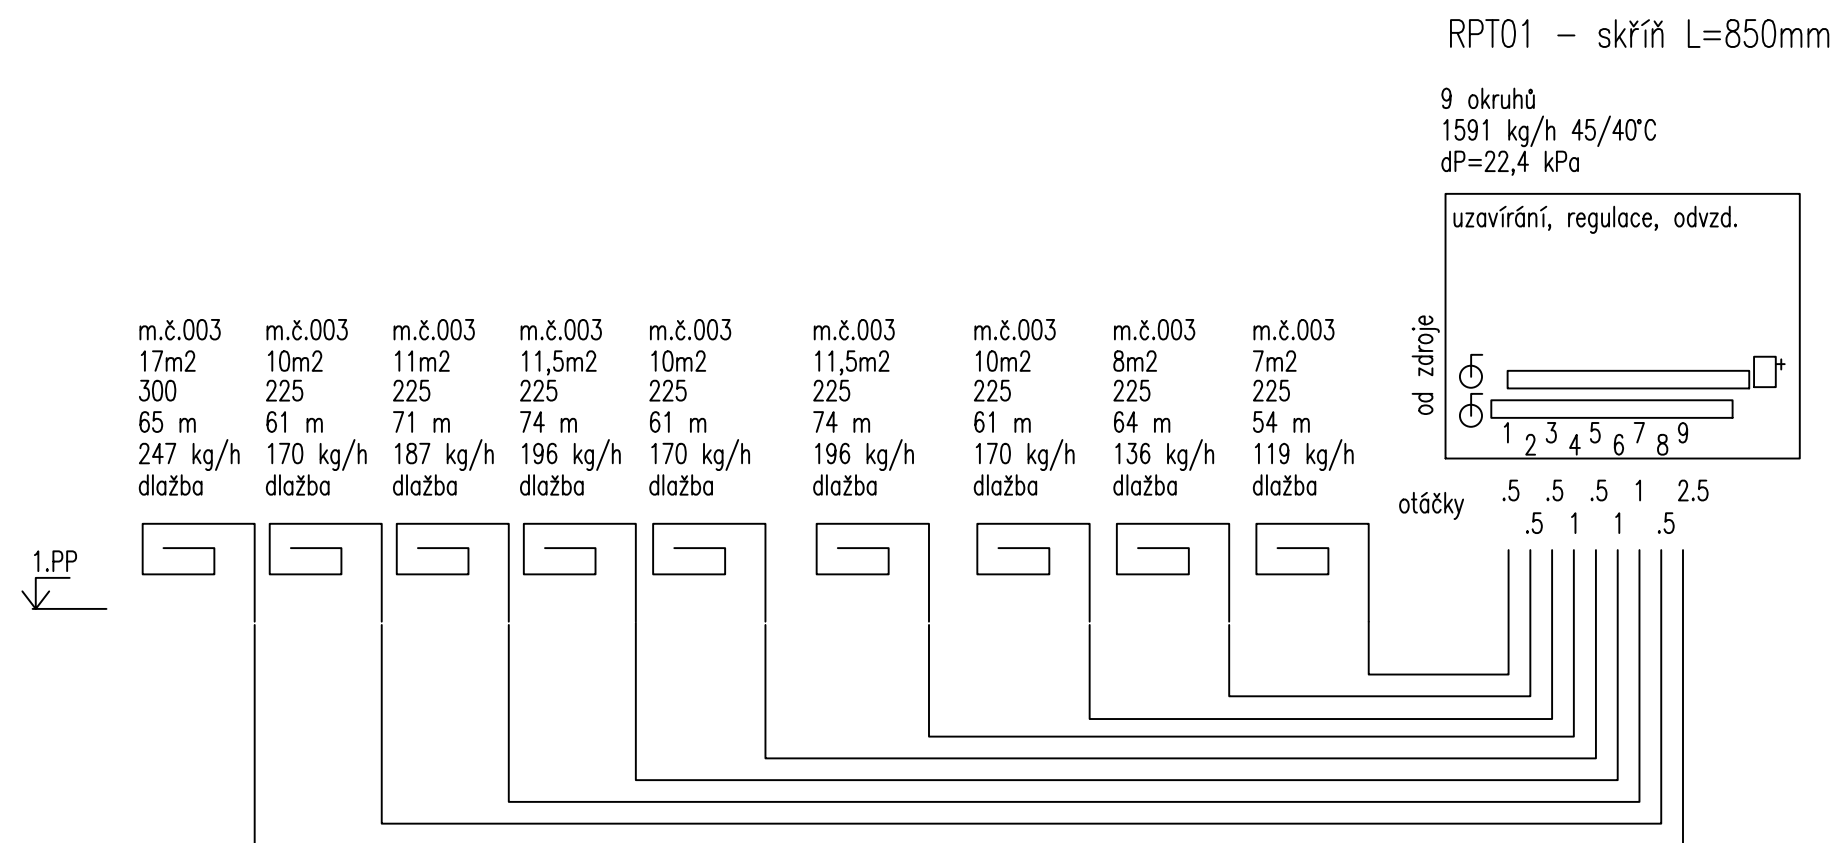 RPT01 – skříň L=850mm
9 okruhů
1591 kg/h 45/40°C
dP=22,4 kPa
uzavírání, regulace, odvzd.
od zdroje
1 2 3 4 5 6 7 8 9
m.č.003
17m2
300
65 m
247 kg/h
dlažba
m.č.003
10m2
225
61 m
170 kg/h
dlažba
m.č.003
11m2
225
71 m
187 kg/h
dlažba
m.č.003
11,5m2
225
74 m
196 kg/h
dlažba
m.č.003
10m2
225
61 m
170 kg/h
dlažba
m.č.003
11,5m2
225
74 m
196 kg/h
dlažba
m.č.003
10m2
225
61 m
170 kg/h
dlažba
m.č.003
8m2
225
64 m
136 kg/h
dlažba
m.č.003
7m2
225
54 m
119 kg/h
dlažba
otáčky .5 .5 .5 1 .5 1 1 .5 2.5
1.PP